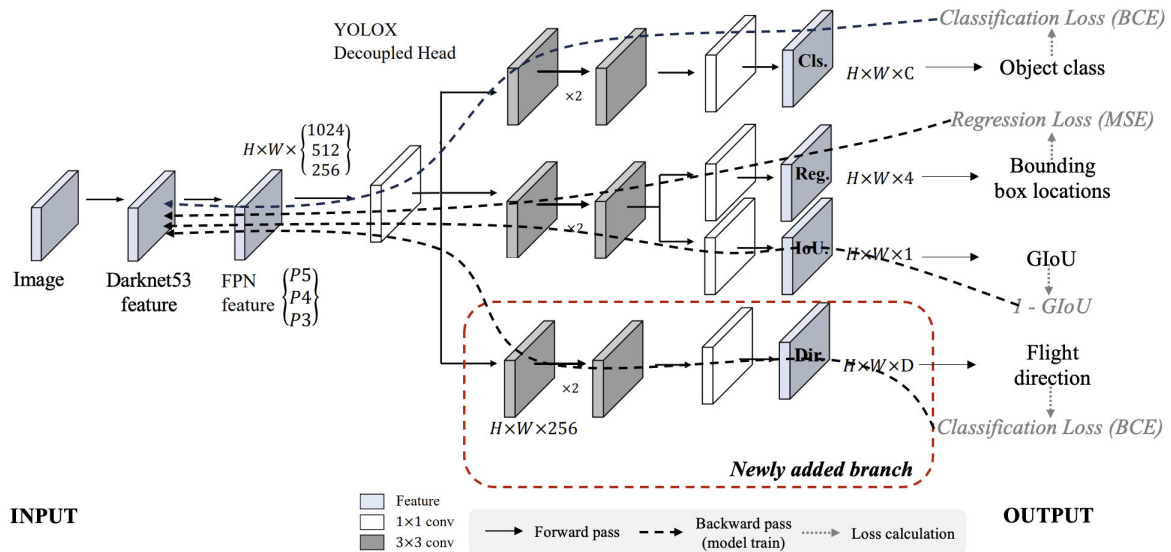 YOLOX
Decoupled Head
Classification Loss (BCE)
Cls.
H×W×C
Object class
×2
H×W× {1024
512
256}
Regression Loss (MSE)
Reg.
H×W×4
Bounding
box locations
×2
IoU.
H×W×1
GIoU
1 - GIoU
Image
Darknet53
feature
FPN
feature
{P5
P4
P3}
Dir.
H×W×D
Flight
direction
×2
H×W×256
Classification Loss (BCE)
Newly added branch
INPUT
Feature
1×1 conv
3×3 conv
Forward pass
Backward pass
(model train)
Loss calculation
OUTPUT